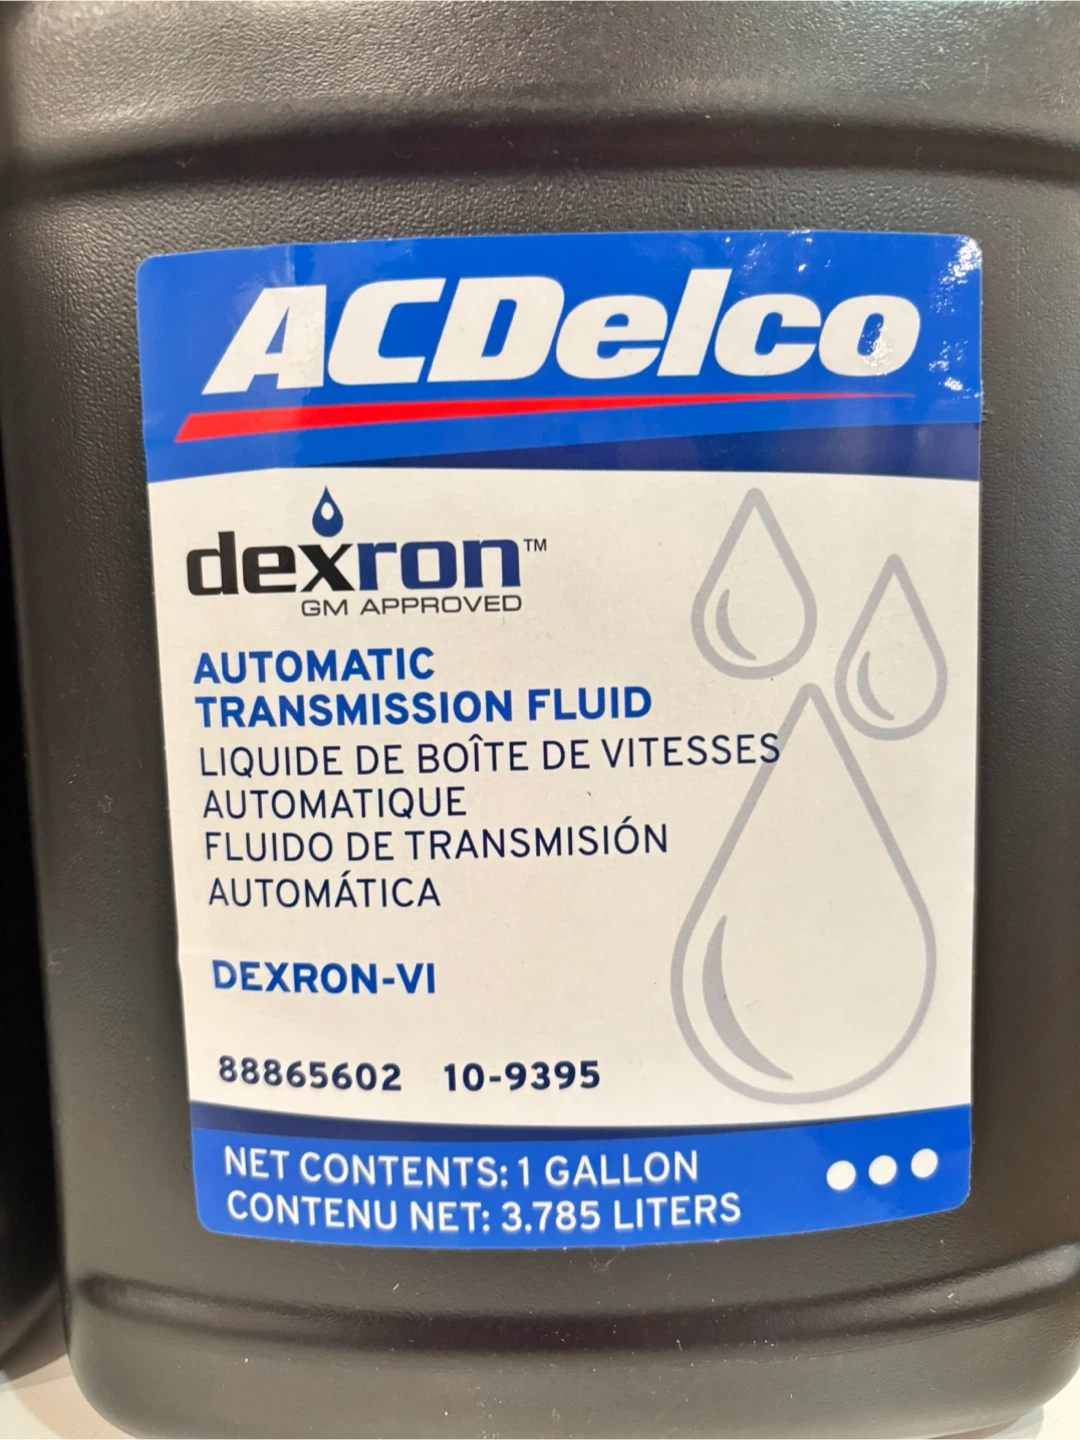 ACDelco
dexron™
GM APPROVED
AUTOMATIC
TRANSMISSION FLUID
LIQUIDE DE BOÎTE DE VITESSES
AUTOMATIQUE
FLUIDO DE TRANSMISIÓN
AUTOMÁTICA
DEXRON-VI
88865602 10-9395
NET CONTENTS: 1 GALLON
CONTENU NET: 3.785 LITERS